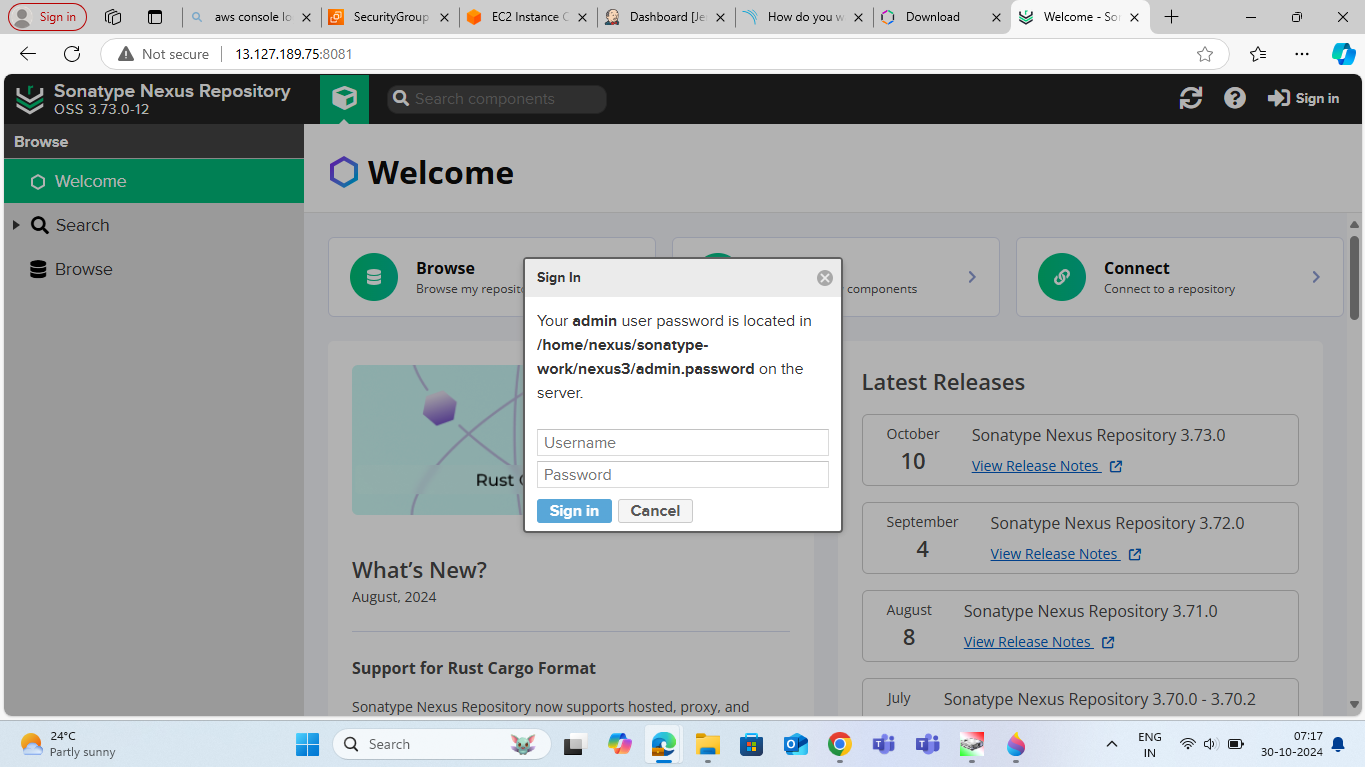 Sign in
aws console lo
SecurityGroup
EC2 Instance C
Dashboard [Je
How do you w
Download
Welcome - So
Not secure
13.127.189.75:8081
Sonatype Nexus Repository
OSS 3.73.0-12
Search components
Sign in
Browse
Welcome
Search
Browse
Welcome
Browse
Browse my reposito
r components
Connect
Connect to a repository
Sign In
Your admin user password is located in
/home/nexus/sonatype-
work/nexus3/admin.password on the
server.
Username
Password
Sign in
Cancel
Rust
What's New?
August, 2024
Support for Rust Cargo Format
Sonatype Nexus Repository now supports hosted, proxy, and
Latest Releases
October
10
Sonatype Nexus Repository 3.73.0
View Release Notes
September
4
Sonatype Nexus Repository 3.72.0
View Release Notes
August
8
Sonatype Nexus Repository 3.71.0
View Release Notes
July
Sonatype Nexus Repository 3.70.0 - 3.70.2
24°C
Partly sunny
Search
ENG
IN
07:17
30-10-2024